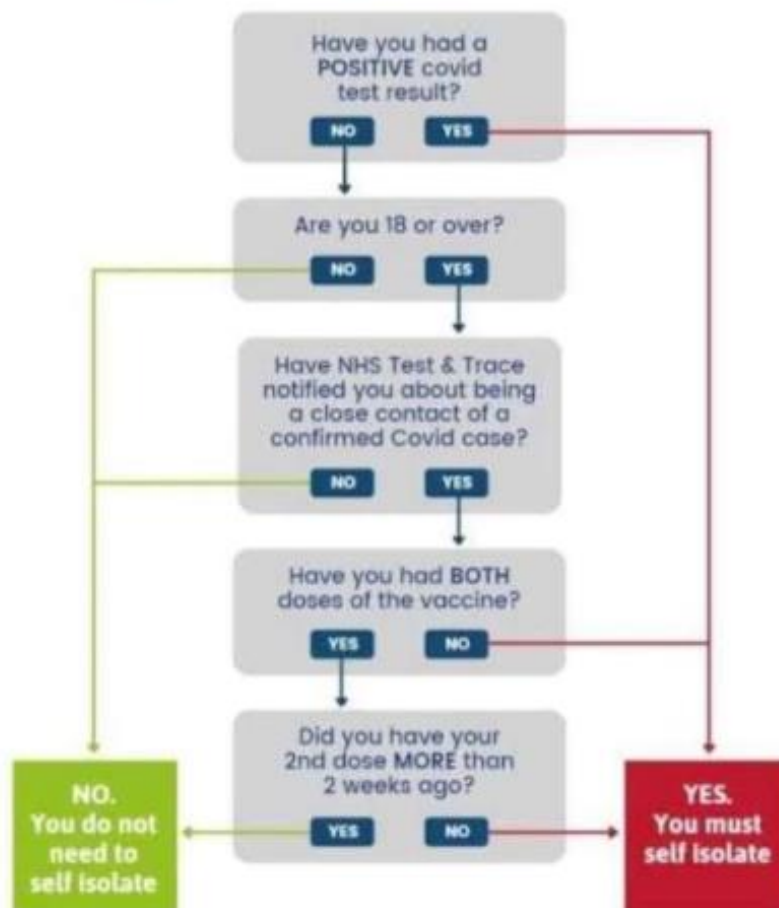 Have you had a
POSITIVE covid
test result?
NO YES
Are you 18 or over?
NO YES
Have NHS Test & Trace
notified you about being
a close contact of a
confirmed Covid case?
NO YES
Have you had BOTH
doses of the vaccine?
YES NO
Did you have your
2nd dose MORE than
2 weeks ago?
YES NO
NO.
You do not
need to
self isolate
YES.
You must
self isolate